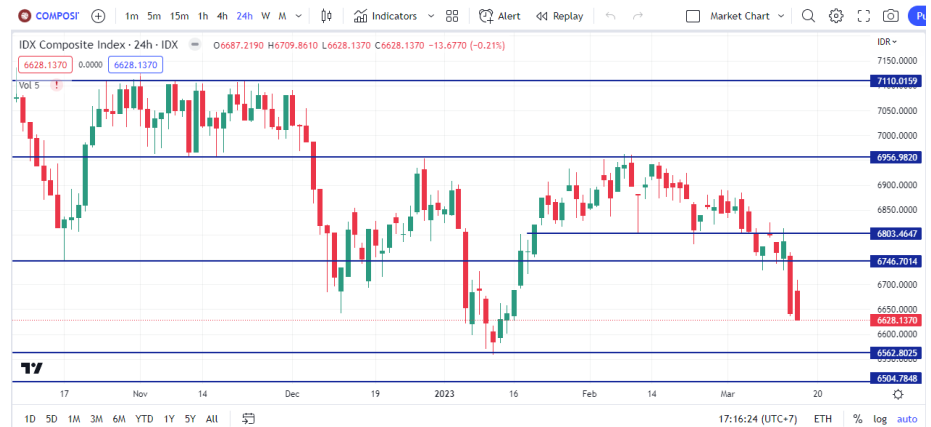 COMPOSI 1m 5m 15m 1h 4h 24h W M Indicators Alert Replay Market Chart Pu
IDX Composite Index · 24h · IDX O6687.2190 H6709.8610 L6628.1370 C6628.1370 −13.6770 (−0.21%)
IDR
6628.1370 0.0000 6628.1370
Vol 5 !
7150.0000
7110.0159
7050.0000
7000.0000
6956.9820
6900.0000
6850.0000
6803.4647
6746.7014
6700.0000
6650.0000
6628.1370
6600.0000
6562.8025
6504.7848
17 Nov 14 Dec 19 2023 16 Feb 14 Mar 20
1D 5D 1M 3M 6M YTD 1Y 5Y All 17:16:24 (UTC+7) ETH % log auto